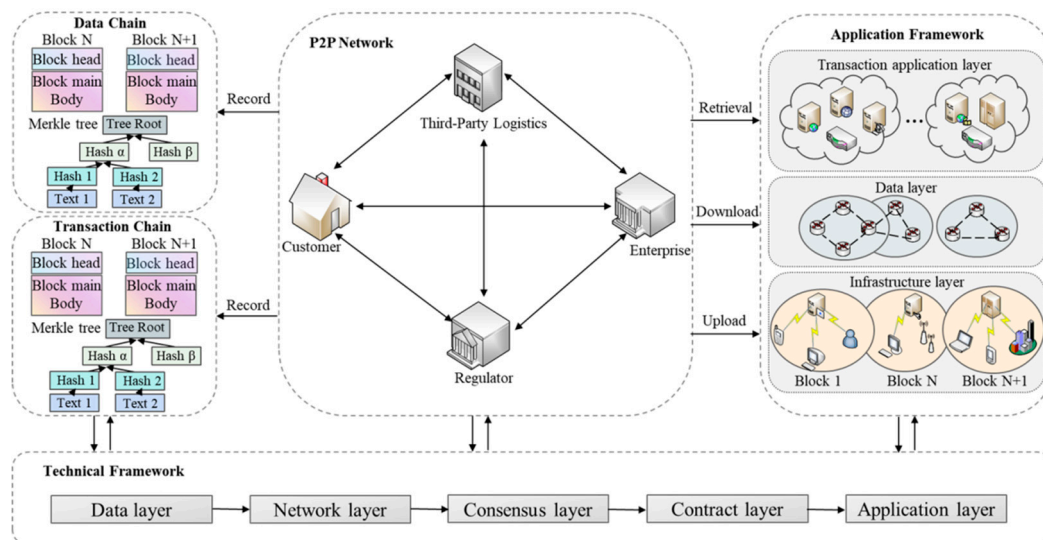 Data Chain
Block N
Block N+1
Block head
Block head
Block main
Body
Block main
Body
Merkle tree
Tree Root
Hash α
Hash β
Hash 1
Hash 2
Text 1
Text 2
Transaction Chain
Block N
Block N+1
Block head
Block head
Block main
Body
Block main
Body
Merkle tree
Tree Root
Hash α
Hash β
Hash 1
Hash 2
Text 1
Text 2
Record
Record
P2P Network
Third-Party Logistics
Customer
Enterprise
Regulator
Retrieval
Download
Upload
Application Framework
Transaction application layer
...
Data layer
Infrastructure layer
Block 1
Block N
Block N+1
Technical Framework
Data layer
Network layer
Consensus layer
Contract layer
Application layer